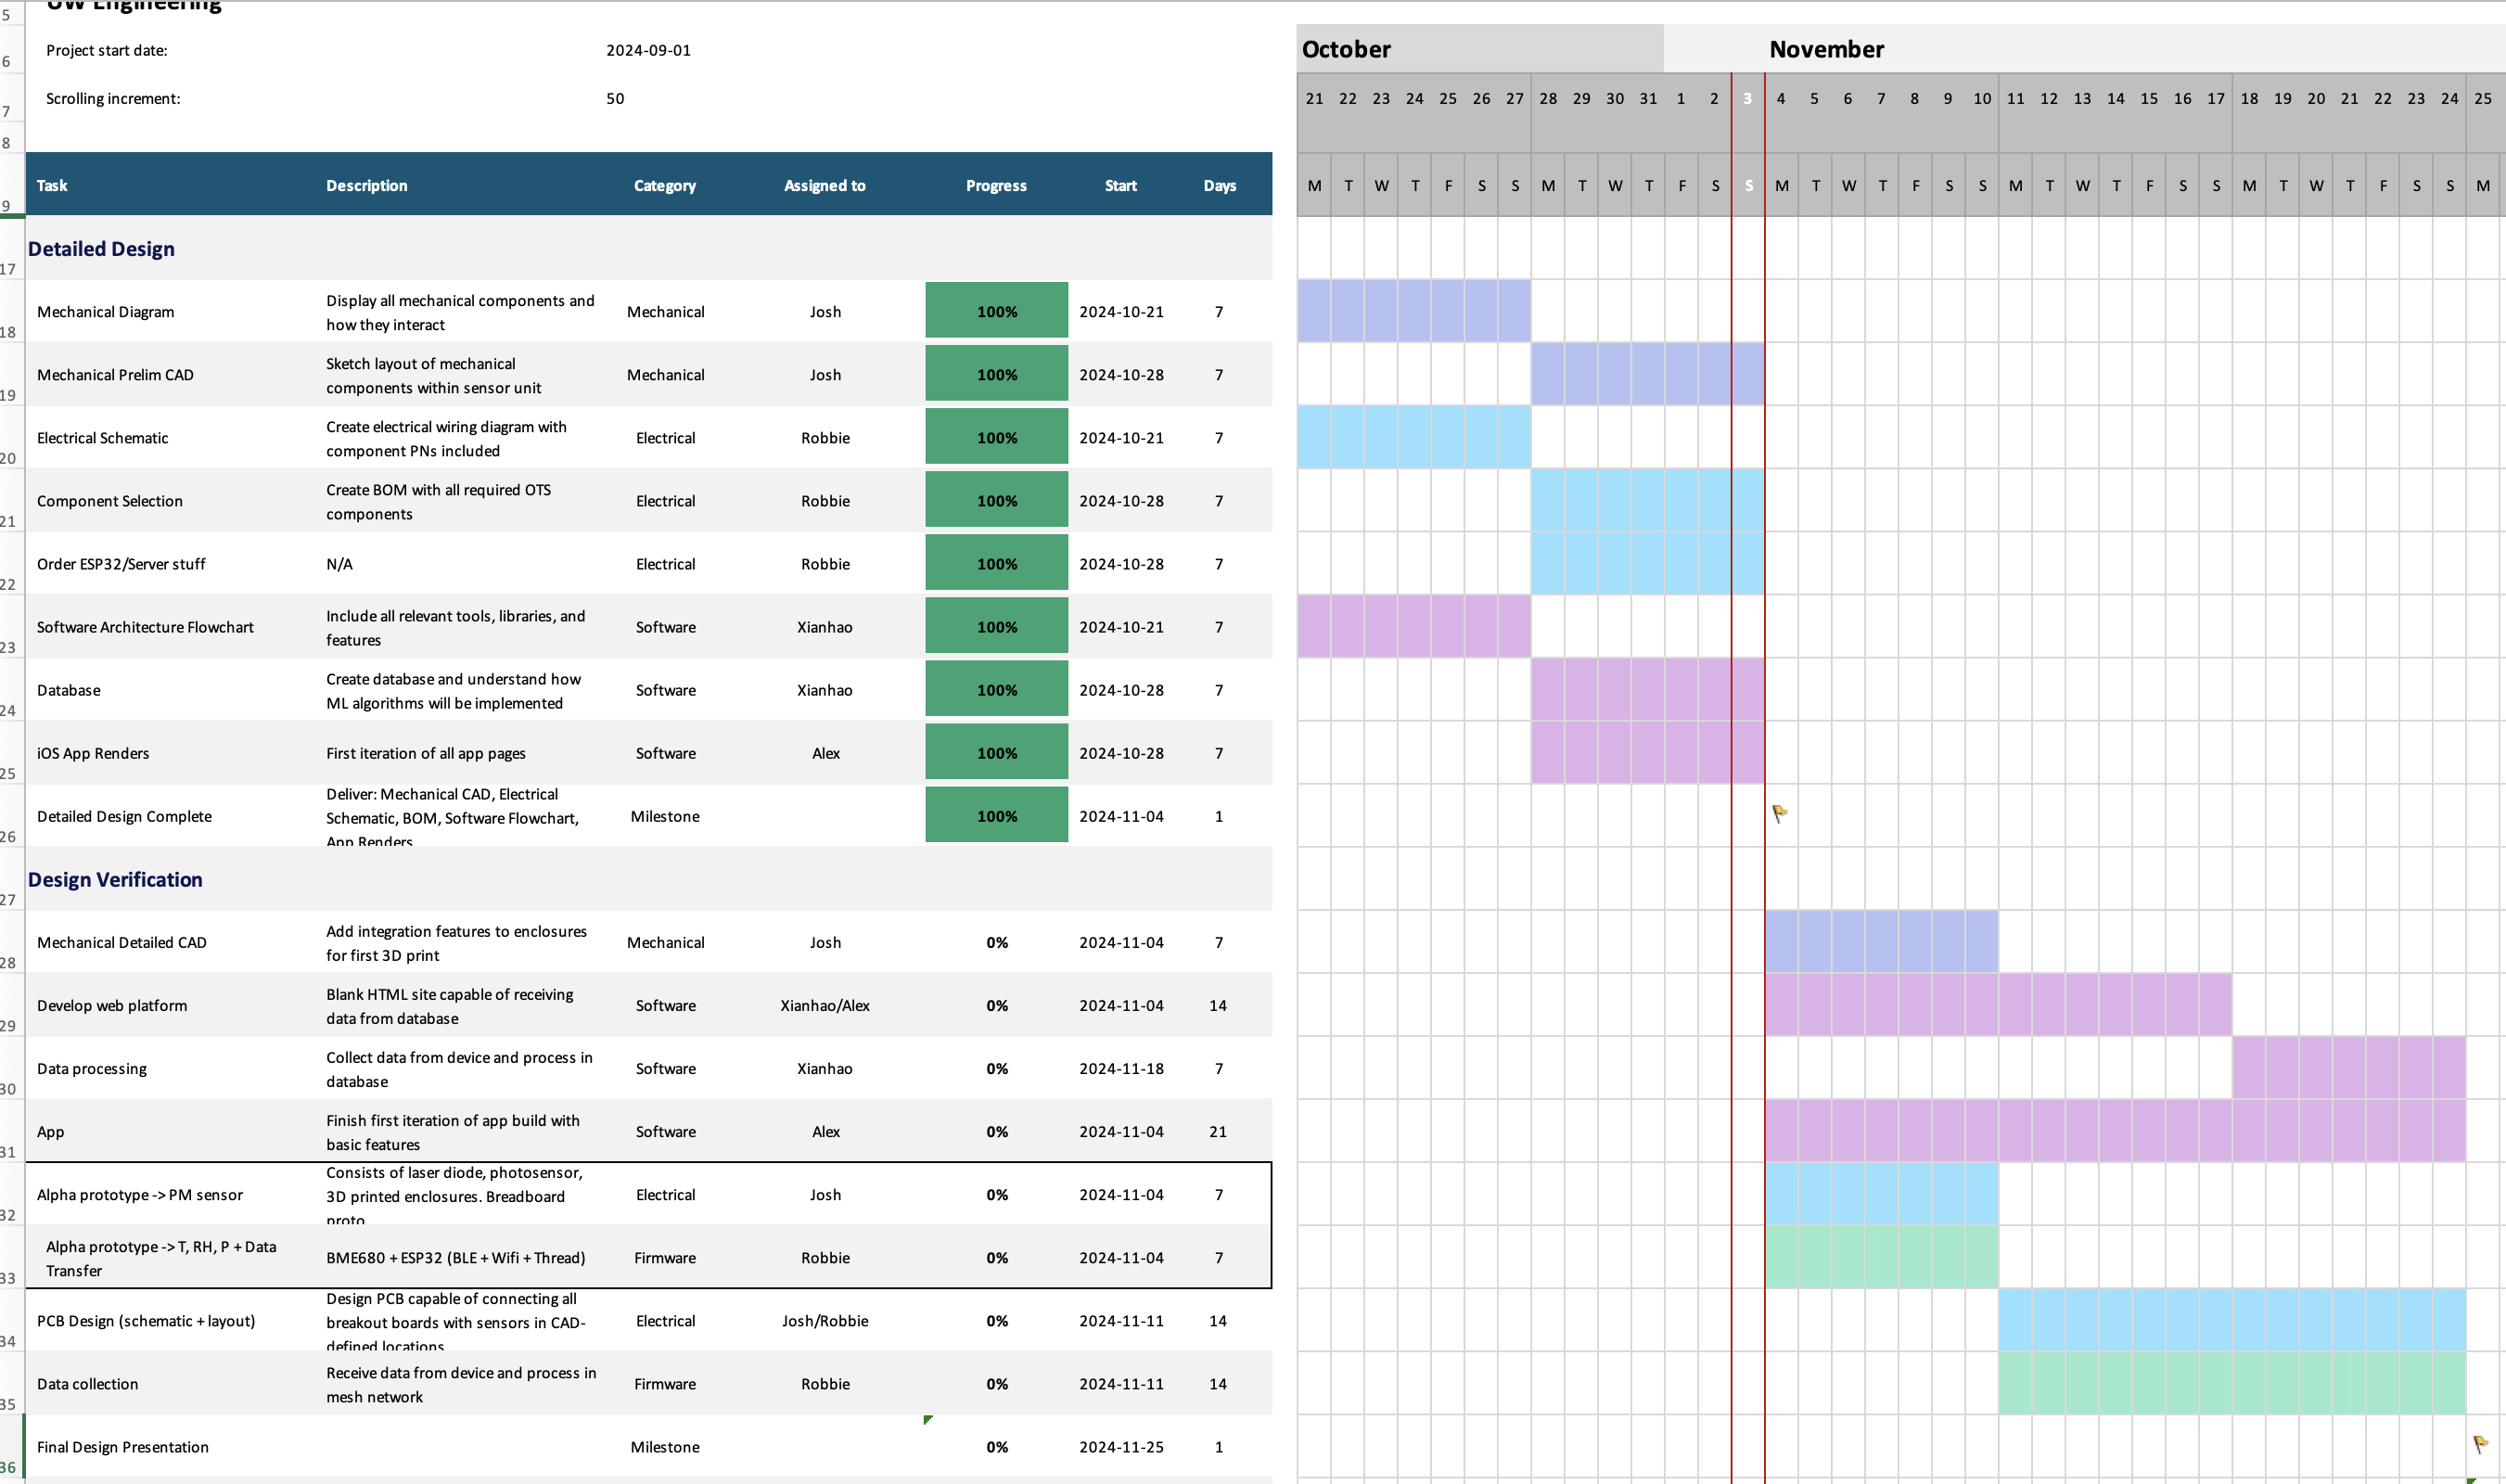 UW Engineering
5
Project start date: 2024-09-01
October November
6
Scrolling increment: 50
21 22 23 24 25 26 27 28 29 30 31 1 2 3 4 5 6 7 8 9 10 11 12 13 14 15 16 17 18 19 20 21 22 23 24 25
7
8
Task Description Category Assigned to Progress Start Days
M T W T F S S M T W T F S S M T W T F S S M T W T F S S M T W T F S S M
9
Detailed Design
17
Mechanical Diagram
Display all mechanical components and
how they interact
Mechanical Josh 100% 2024-10-21 7
18
Mechanical Prelim CAD
Sketch layout of mechanical
components within sensor unit
Mechanical Josh 100% 2024-10-28 7
19
Electrical Schematic
Create electrical wiring diagram with
component PNs included
Electrical Robbie 100% 2024-10-21 7
20
Component Selection
Create BOM with all required OTS
components
Electrical Robbie 100% 2024-10-28 7
21
Order ESP32/Server stuff N/A Electrical Robbie 100% 2024-10-28 7
22
Software Architecture Flowchart
Include all relevant tools, libraries, and
features
Software Xianhao 100% 2024-10-21 7
23
Database
Create database and understand how
ML algorithms will be implemented
Software Xianhao 100% 2024-10-28 7
24
iOS App Renders First iteration of all app pages Software Alex 100% 2024-10-28 7
25
Detailed Design Complete
Deliver: Mechanical CAD, Electrical
Schematic, BOM, Software Flowchart,
App Renders
Milestone 100% 2024-11-04 1
26
Design Verification
27
Mechanical Detailed CAD
Add integration features to enclosures
for first 3D print
Mechanical Josh 0% 2024-11-04 7
28
Develop web platform
Blank HTML site capable of receiving
data from database
Software Xianhao/Alex 0% 2024-11-04 14
29
Data processing
Collect data from device and process in
database
Software Xianhao 0% 2024-11-18 7
30
App
Finish first iteration of app build with
basic features
Software Alex 0% 2024-11-04 21
31
Alpha prototype -> PM sensor
Consists of laser diode, photosensor,
3D printed enclosures. Breadboard
proto
Electrical Josh 0% 2024-11-04 7
32
Alpha prototype -> T, RH, P + Data
Transfer
BME680 + ESP32 (BLE + Wifi + Thread) Firmware Robbie 0% 2024-11-04 7
33
PCB Design (schematic + layout)
Design PCB capable of connecting all
breakout boards with sensors in CAD-
defined locations
Electrical Josh/Robbie 0% 2024-11-11 14
34
Data collection
Receive data from device and process in
mesh network
Firmware Robbie 0% 2024-11-11 14
35
Final Design Presentation Milestone 0% 2024-11-25 1
36